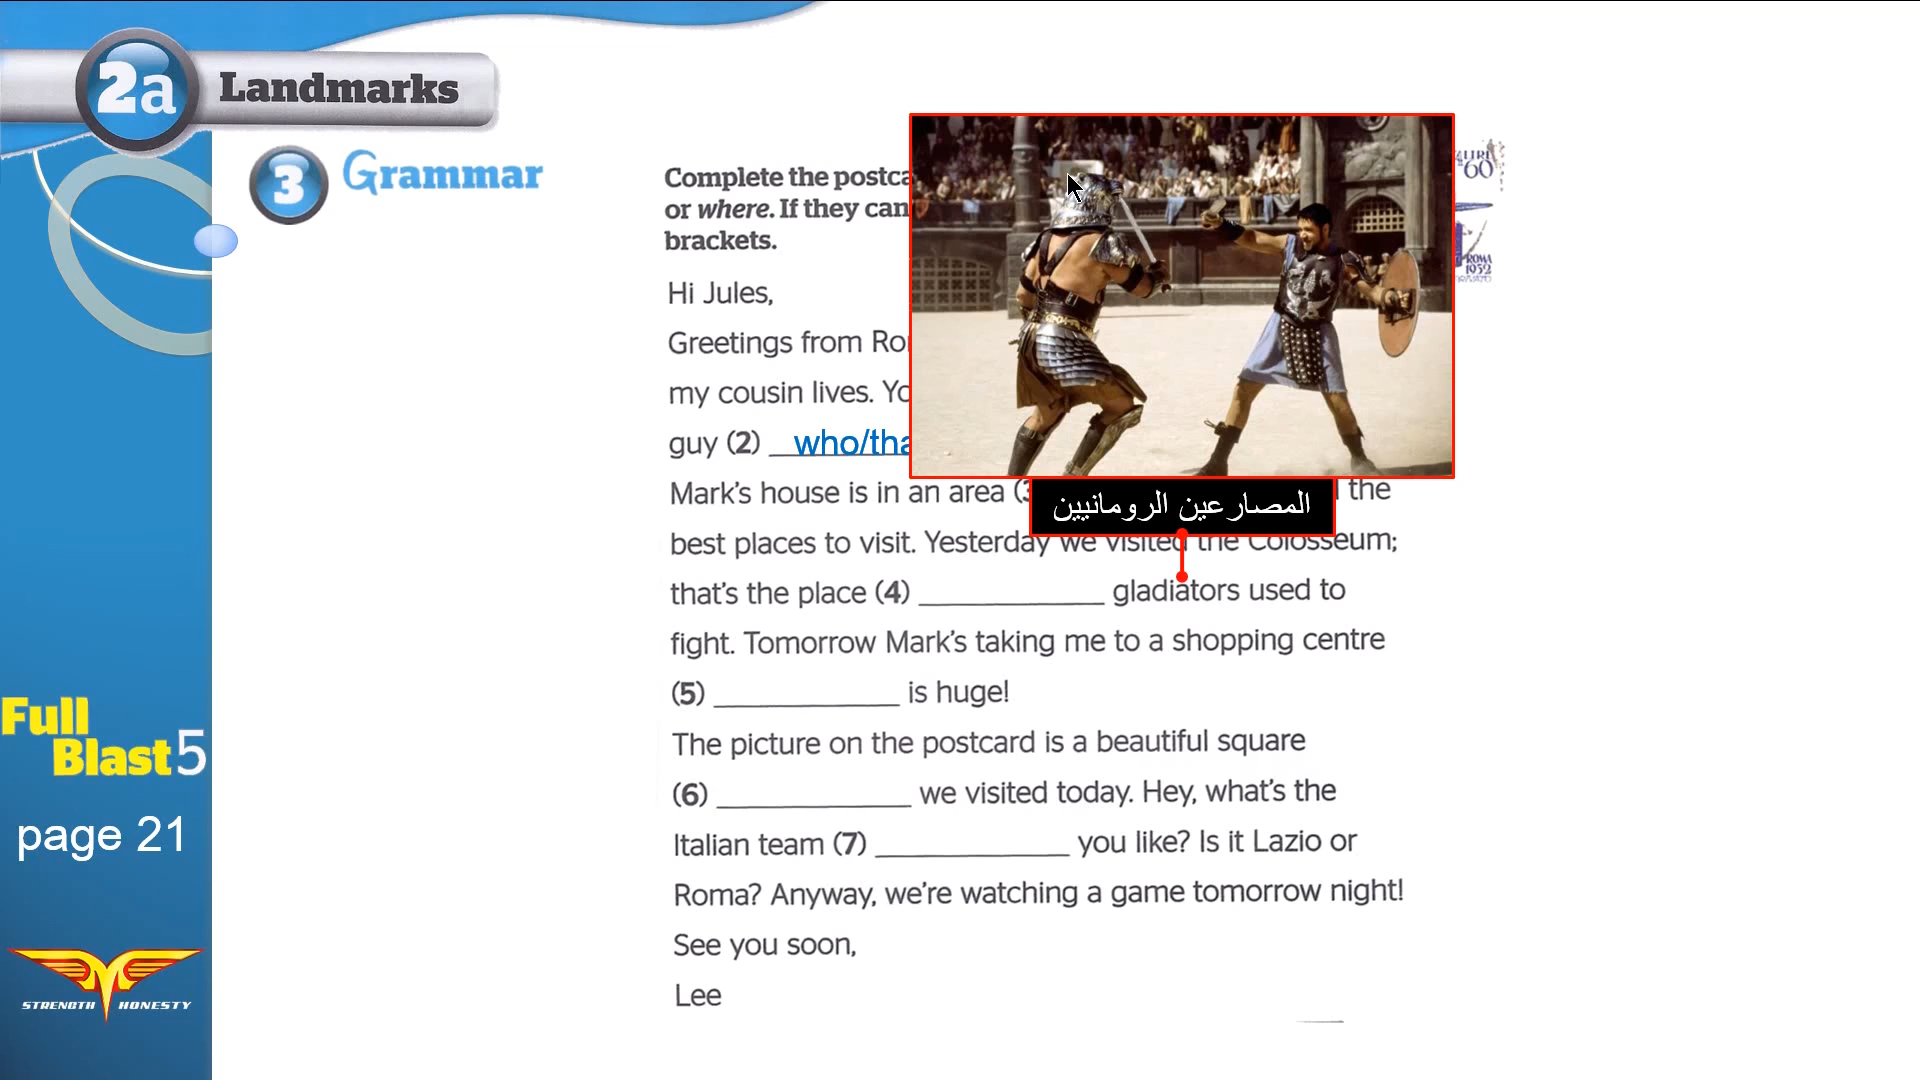 2a Landmarks
3 Grammar
Complete the postca
or where. If they can
brackets.
LIRE
60
ROMA
1952
Hi Jules,
Greetings from Ro
my cousin lives. Yo
guy (2) who/tha
Mark's house is in an area (3 the
المصارعين الرومانيين
best places to visit. Yesterday we visited the Colosseum;
that's the place (4) ____________ gladiators used to
fight. Tomorrow Mark's taking me to a shopping centre
(5) ____________ is huge!
The picture on the postcard is a beautiful square
(6) ____________ we visited today. Hey, what's the
Italian team (7) ____________ you like? Is it Lazio or
Roma? Anyway, we're watching a game tomorrow night!
See you soon,
Lee
Full
Blast 5
page 21
STRENGTH HONESTY